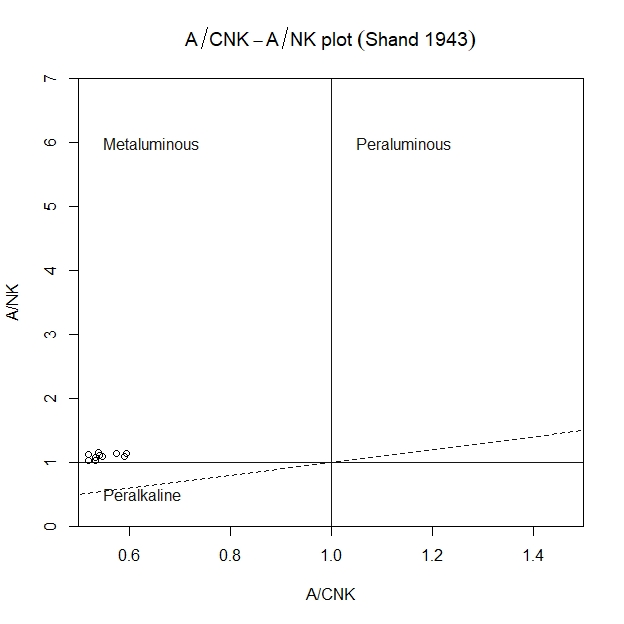 A/CNK – A/NK plot (Shand 1943)
7
Metaluminous Peraluminous
6
5
4
A/NK
3
2
1
Peralkaline
0
0.6 0.8 1.0 1.2 1.4
A/CNK